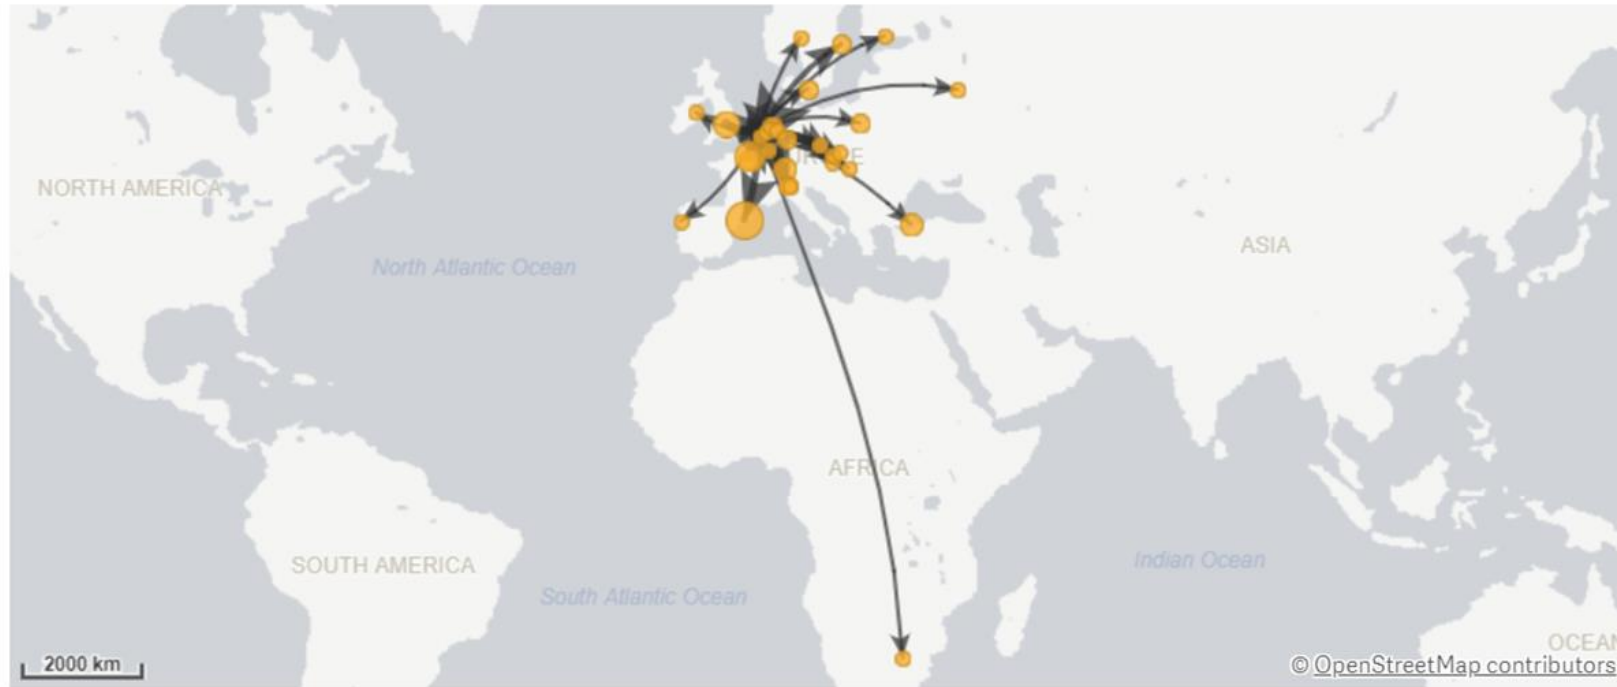 NORTH AMERICA
ASIA
North Atlantic Ocean
AFRICA
SOUTH AMERICA
Indian Ocean
South Atlantic Ocean
OCEAN
2000 km
© OpenStreetMap contributors